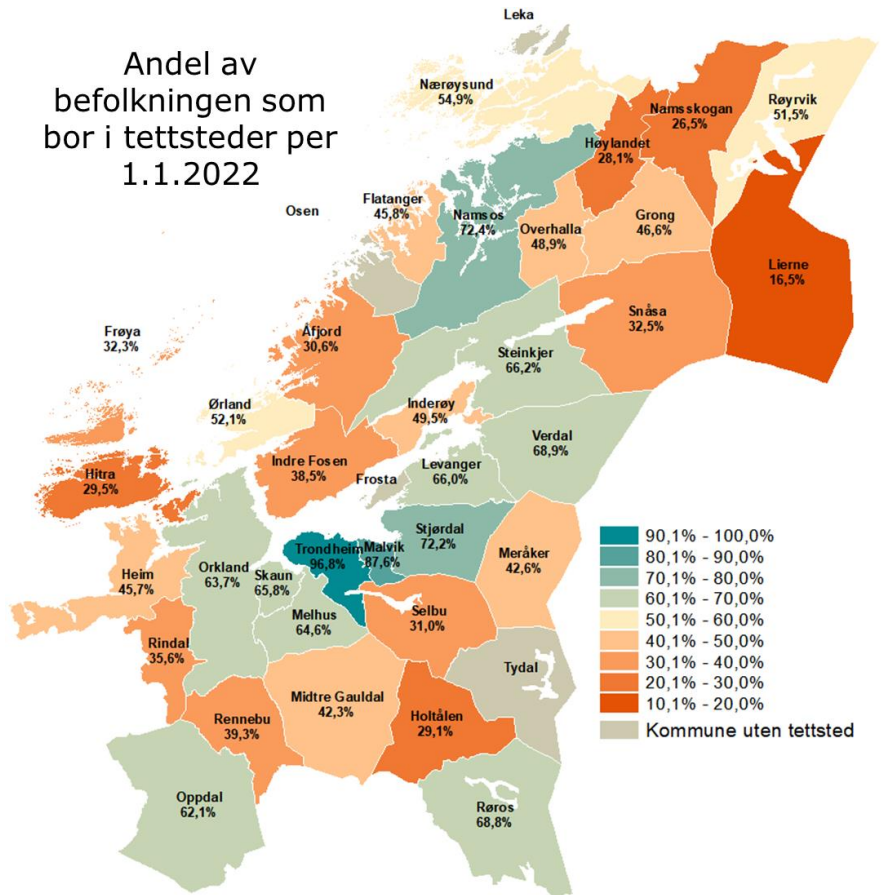 Andel av
befolkningen som
bor i tettsteder per
1.1.2022
Leka
Nærøysund
54,9%
Namsskogan
26,5%
Røyrvik
51,5%
Høylandet
28,1%
Flatanger
45,8%
Osen
Namsos
72,4%
Overhalla
48,9%
Grong
46,6%
Lierne
16,5%
Snåsa
32,5%
Frøya
32,3%
Åfjord
30,6%
Steinkjer
66,2%
Ørland
52,1%
Inderøy
49,5%
Verdal
68,9%
Indre Fosen
38,5%
Levanger
66,0%
Frosta
Hitra
29,5%
Stjørdal
72,2%
Trondheim
96,8%
Malvik
87,6%
Meråker
42,6%
Heim
45,7%
Orkland
63,7%
Skaun
65,8%
Melhus
64,6%
Selbu
31,0%
Rindal
35,6%
Tydal
Midtre Gauldal
42,3%
Rennebu
39,3%
Holtålen
29,1%
Oppdal
62,1%
Røros
68,8%
90,1% - 100,0%
80,1% - 90,0%
70,1% - 80,0%
60,1% - 70,0%
50,1% - 60,0%
40,1% - 50,0%
30,1% - 40,0%
20,1% - 30,0%
10,1% - 20,0%
Kommune uten tettsted